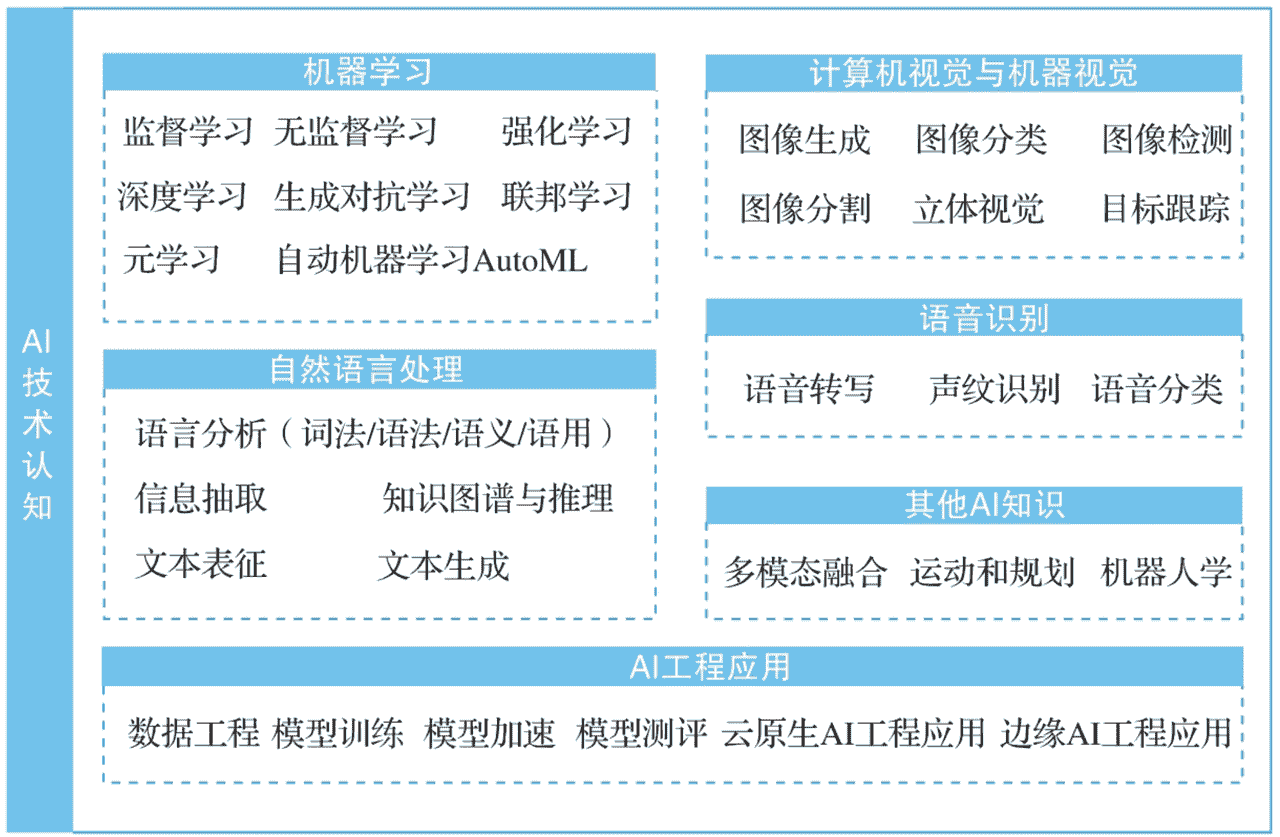 AI技术认知
机器学习
监督学习 无监督学习 强化学习
深度学习 生成对抗学习 联邦学习
元学习 自动机器学习AutoML
自然语言处理
语言分析（词法/语法/语义/语用）
信息抽取 知识图谱与推理
文本表征 文本生成
计算机视觉与机器视觉
图像生成 图像分类 图像检测
图像分割 立体视觉 目标跟踪
语音识别
语音转写 声纹识别 语音分类
其他AI知识
多模态融合 运动和规划 机器人学
AI工程应用
数据工程 模型训练 模型加速 模型测评 云原生AI工程应用 边缘AI工程应用